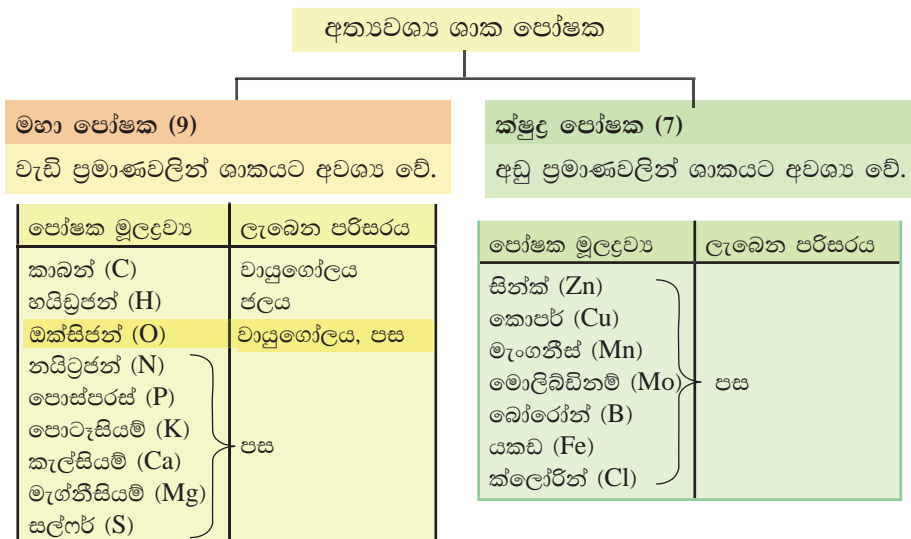 අත්‍යවශ්‍ය ශාක පෝෂක
මහා පෝෂක (9)
වැඩි ප්‍රමාණවලින් ශාකයට අවශ්‍ය වේ.
පෝෂක මූලද්‍රව්‍ය ලැබෙන පරිසරය
කාබන් (C) වායුගෝලය
හයිඩ්‍රජන් (H) ජලය
ඔක්සිජන් (O) වායුගෝලය, පස
නයිට්‍රජන් (N)
පොස්පරස් (P)
පොටෑසියම් (K)
කැල්සියම් (Ca)
මැග්නීසියම් (Mg)
සල්ෆර් (S)
පස
ක්ෂුද්‍ර පෝෂක (7)
අඩු ප්‍රමාණවලින් ශාකයට අවශ්‍ය වේ.
පෝෂක මූලද්‍රව්‍ය ලැබෙන පරිසරය
සින්ක් (Zn)
කොපර් (Cu)
මැංගනීස් (Mn)
මොලිබ්ඩිනම් (Mo)
බෝරෝන් (B)
යකඩ (Fe)
ක්ලෝරින් (Cl)
පස